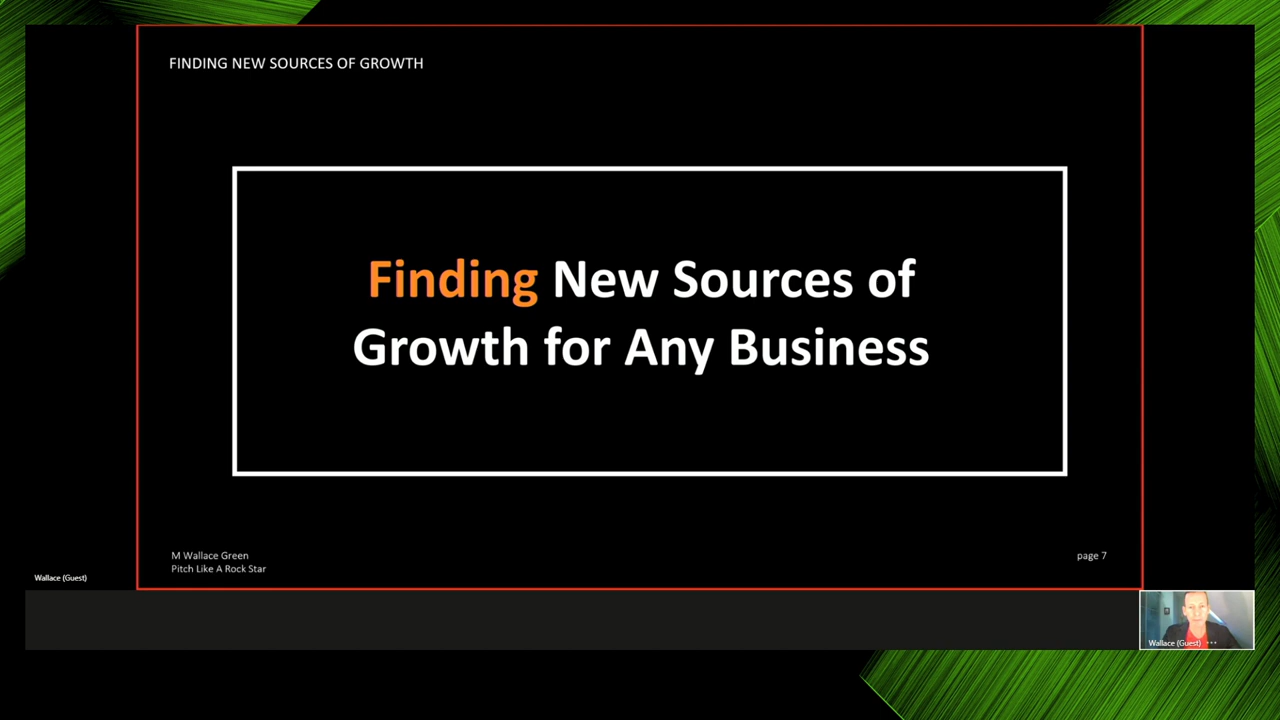 FINDING NEW SOURCES OF GROWTH
Finding New Sources of
Growth for Any Business
M Wallace Green
Pitch Like A Rock Star
page 7
Wallace (Guest)
Wallace (Guest)